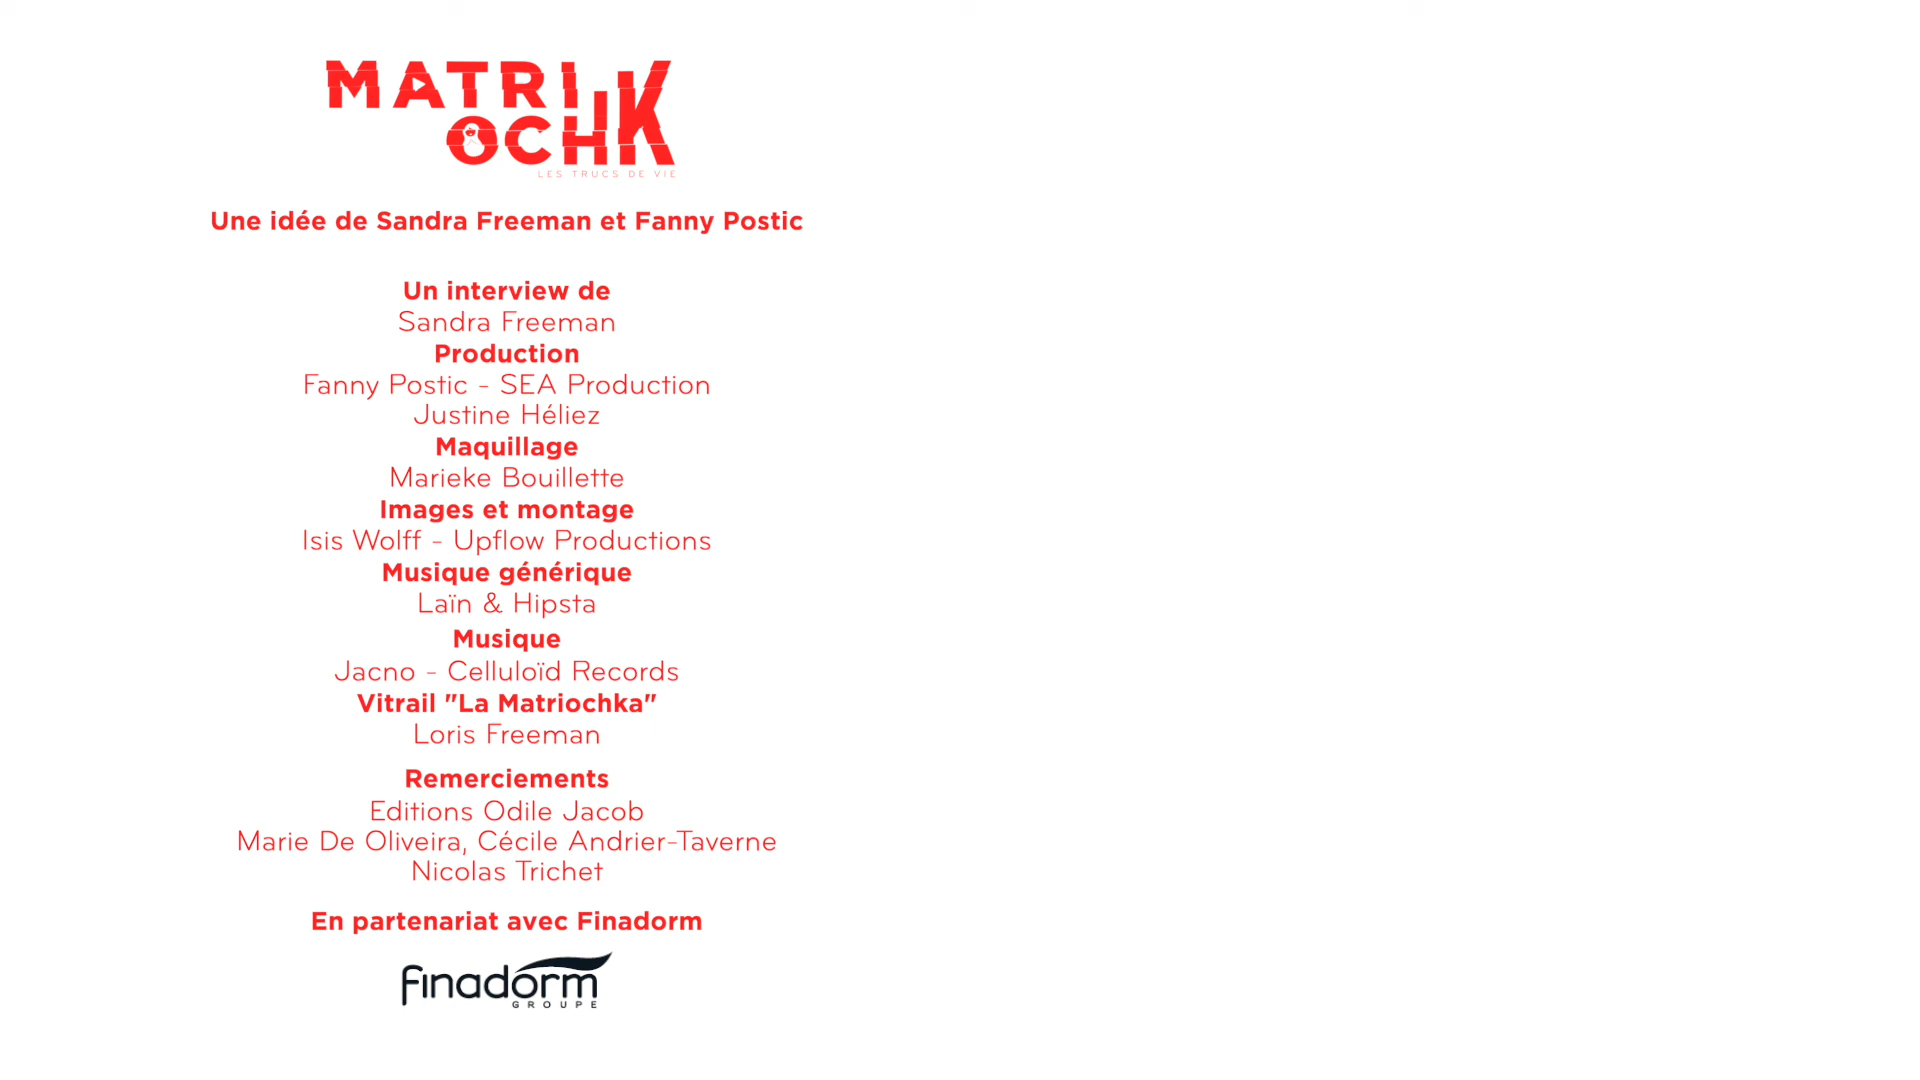 MATRI
OCHK
LES TRUCS DE VIE
Une idée de Sandra Freeman et Fanny Postic
Un interview de
Sandra Freeman
Production
Fanny Postic - SEA Production
Justine Héliez
Maquillage
Marieke Bouillette
Images et montage
Isis Wolff - Upflow Productions
Musique générique
Laïn & Hipsta
Musique
Jacno - Celluloïd Records
Vitrail "La Matriochka"
Loris Freeman
Remerciements
Editions Odile Jacob
Marie De Oliveira, Cécile Andrier-Taverne
Nicolas Trichet
En partenariat avec Finadorm
Finadorm
GROUPE